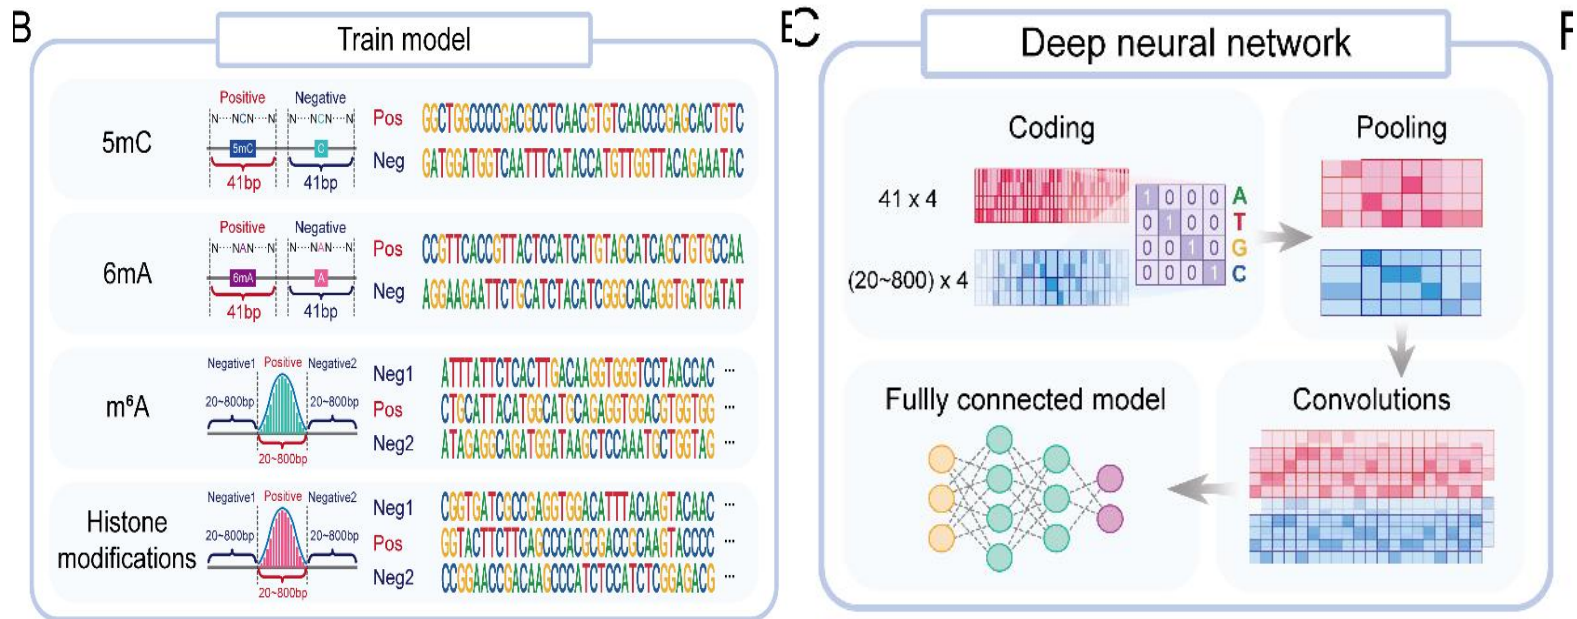 B
Train model
5mC
Positive Negative
N····NCN····N N····NCN····N
5mC C
41bp 41bp
Pos GGCTGGCCCCGACGCCTCAACGTGTCAACCCGAGCACTGTC
Neg GATGGATGGTCAATTTCATACCATGTTGGTTACAGAAATAC
6mA
Positive Negative
N····NAN····N N····NAN····N
6mA A
41bp 41bp
Pos CCGTTCACCGTTACTCCATCATGTAGCATCAGCTGTGCCAA
Neg AGGAAGAATTCTGCATCTACATCGGGCACAGGTGATGATAT
m⁶A
Negative1 Positive Negative2
20~800bp 20~800bp
20~800bp
Neg1 ATTTATTCTCACTTGACAAGGTGGGTCCTAACCAC ···
Pos CTGCATTACATGGCATGCAGAGGTGGACGTGGTGG ···
Neg2 ATAGAGGCAGATGGATAAGCTCCAAATGCTGGTAG ···
Histone
modifications
Negative1 Positive Negative2
20~800bp 20~800bp
20~800bp
Neg1 CGGTGATCGCCGAGGTGGACATTTACAAGTACAAC ···
Pos GGTACTTCTTCAGCCCACGCGACCGCAAGTACCCC ···
Neg2 CCGGAACCGACAAGCCCATCTCCATCTCGGAGACG ···
C
Deep neural network
Coding
41 x 4
(20~800) x 4
1 0 0 0 A
0 1 0 0 T
0 0 1 0 G
0 0 0 1 C
Pooling
Fullly connected model
Convolutions